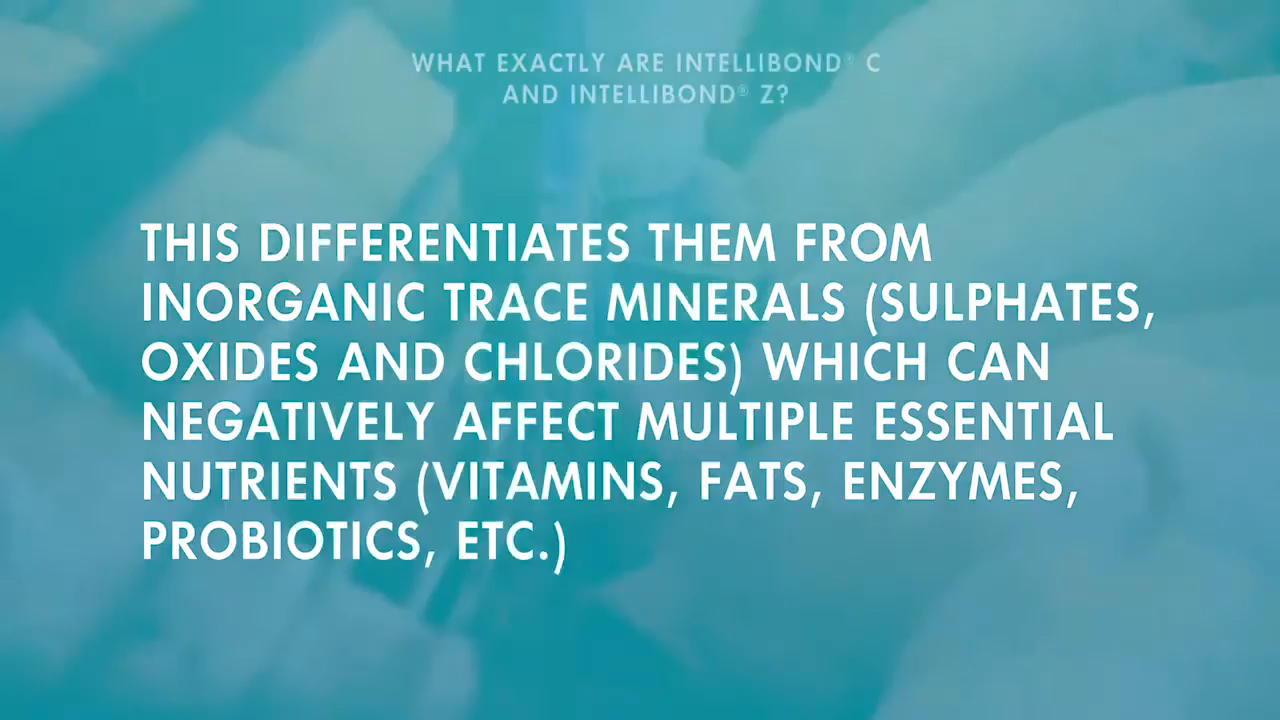 WHAT EXACTLY ARE INTELLIBOND® C
AND INTELLIBOND® Z?
THIS DIFFERENTIATES THEM FROM
INORGANIC TRACE MINERALS (SULPHATES,
OXIDES AND CHLORIDES) WHICH CAN
NEGATIVELY AFFECT MULTIPLE ESSENTIAL
NUTRIENTS (VITAMINS, FATS, ENZYMES,
PROBIOTICS, ETC.)